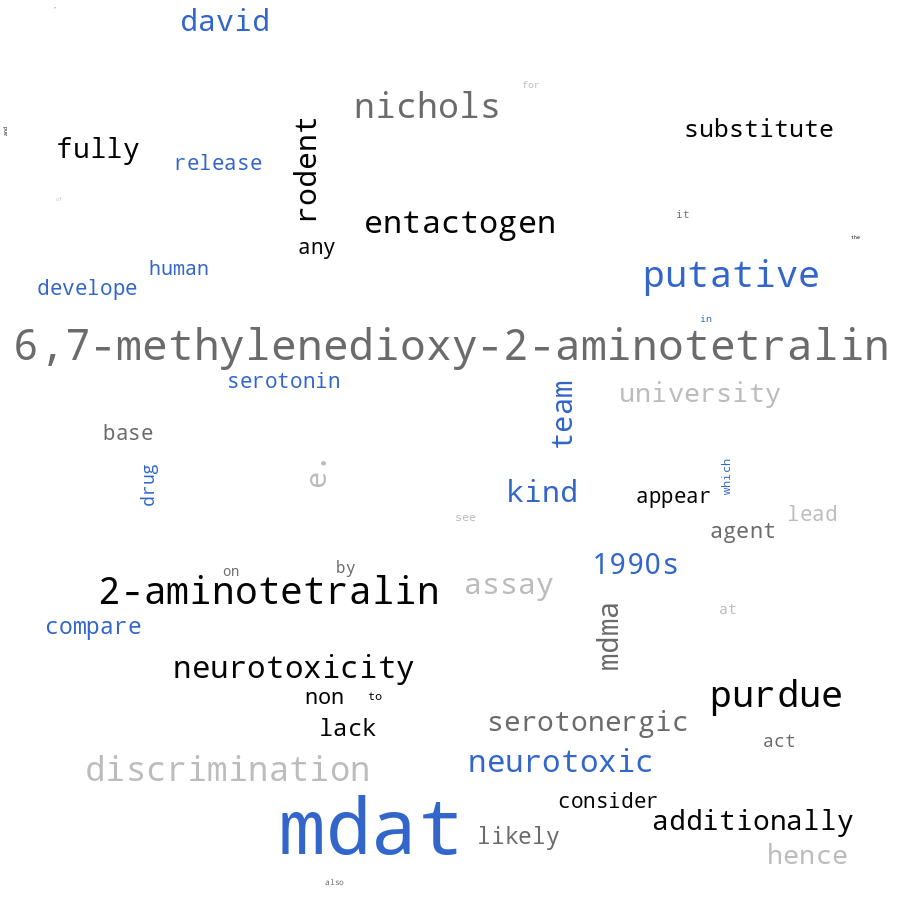 david
for
nichols
and
substitute
fully
release
rodent
of
it
entactogen
the
any
human
putative
develope
in
6,7-methylenedioxy-2-aminotetralin
serotonin
university
team
base
drug
e.
which
kind
appear
lead
see
agent
1990s
by
on
2-aminotetralin
assay
at
compare
mdma
neurotoxicity
non
to
purdue
lack
serotonergic
act
discrimination
neurotoxic
consider
mdat
additionally
likely
hence
also